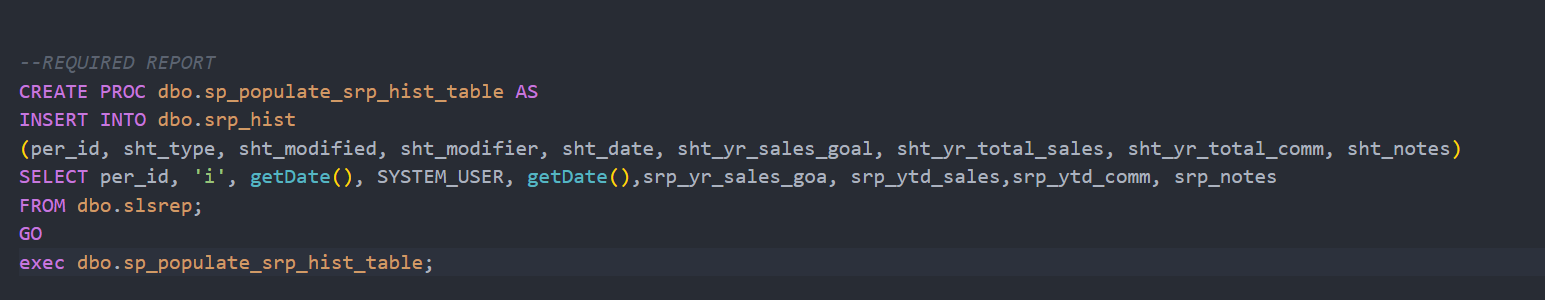 --REQUIRED REPORT
CREATE PROC dbo.sp_populate_srp_hist_table AS
INSERT INTO dbo.srp_hist
(per_id, sht_type, sht_modified, sht_modifier, sht_date, sht_yr_sales_goal, sht_yr_total_sales, sht_yr_total_comm, sht_notes)
SELECT per_id, 'i', getDate(), SYSTEM_USER, getDate(),srp_yr_sales_goa, srp_ytd_sales,srp_ytd_comm, srp_notes
FROM dbo.slsrep;
GO
exec dbo.sp_populate_srp_hist_table;